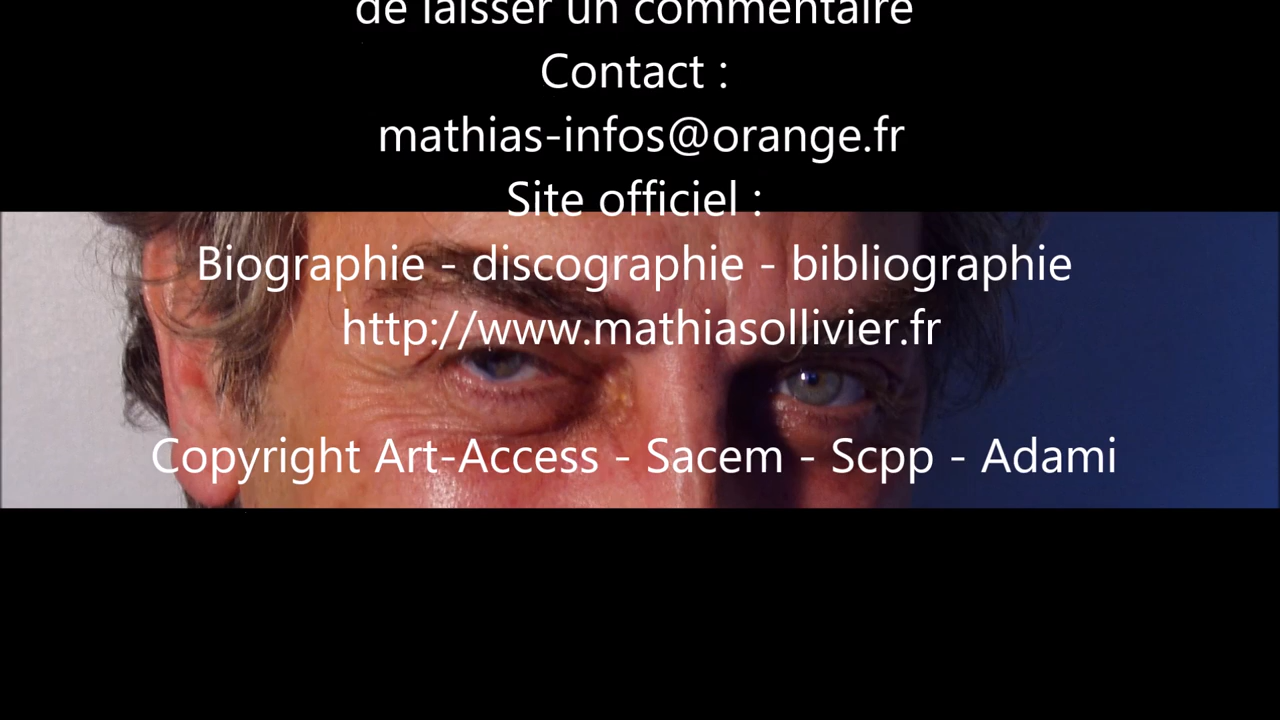 de laisser un commentaire
Contact :
mathias-infos@orange.fr
Site officiel :
Biographie - discographie - bibliographie
http://www.mathiasollivier.fr
Copyright Art-Access - Sacem - Scpp - Adami